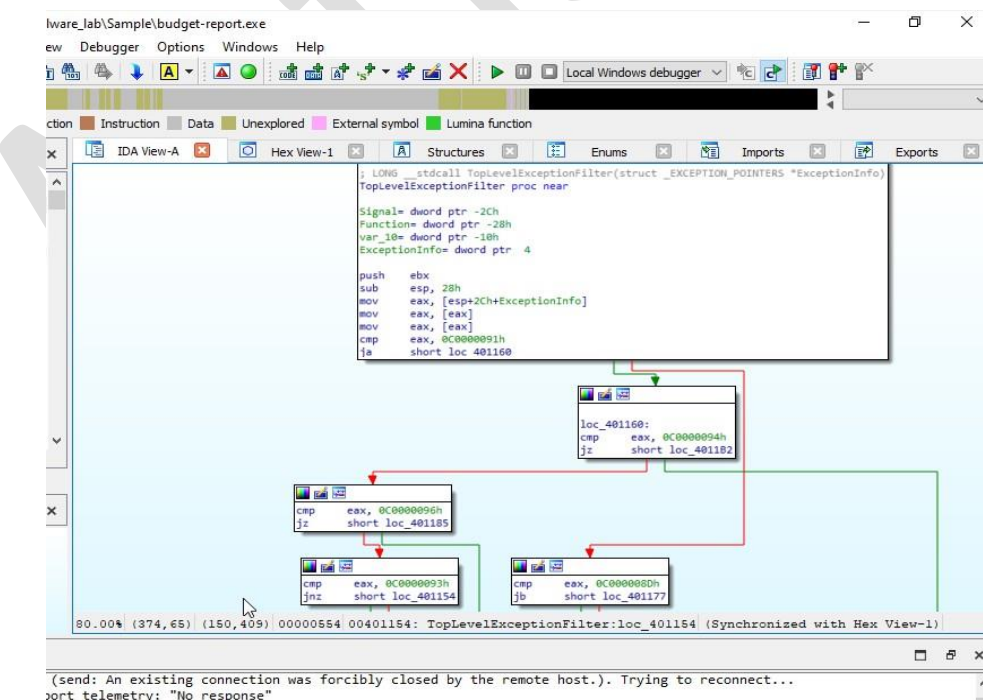 lware_lab\Sample\budget-report.exe
ew Debugger Options Windows Help
Local Windows debugger
ction Instruction Data Unexplored External symbol Lumina function
IDA View-A Hex View-1 Structures Enums Imports Exports
; LONG __stdcall TopLevelExceptionFilter(struct _EXCEPTION_POINTERS *ExceptionInfo)
TopLevelExceptionFilter proc near
Signal= dword ptr -2Ch
Function= dword ptr -28h
var_10= dword ptr -10h
ExceptionInfo= dword ptr 4
push ebx
sub esp, 28h
mov eax, [esp+2Ch+ExceptionInfo]
mov eax, [eax]
mov eax, [eax]
cmp eax, 0C0000091h
ja short loc_401160
loc_401160:
cmp eax, 0C0000094h
jz short loc_4011B2
cmp eax, 0C0000096h
jz short loc_401185
cmp eax, 0C0000093h
jnz short loc_401154
cmp eax, 0C000008Dh
jb short loc_401177
80.00% (374,65) (150,409) 00000554 00401154: TopLevelExceptionFilter:loc_401154 (Synchronized with Hex View-1)
(send: An existing connection was forcibly closed by the remote host.). Trying to reconnect...
port telemetry: "No response"